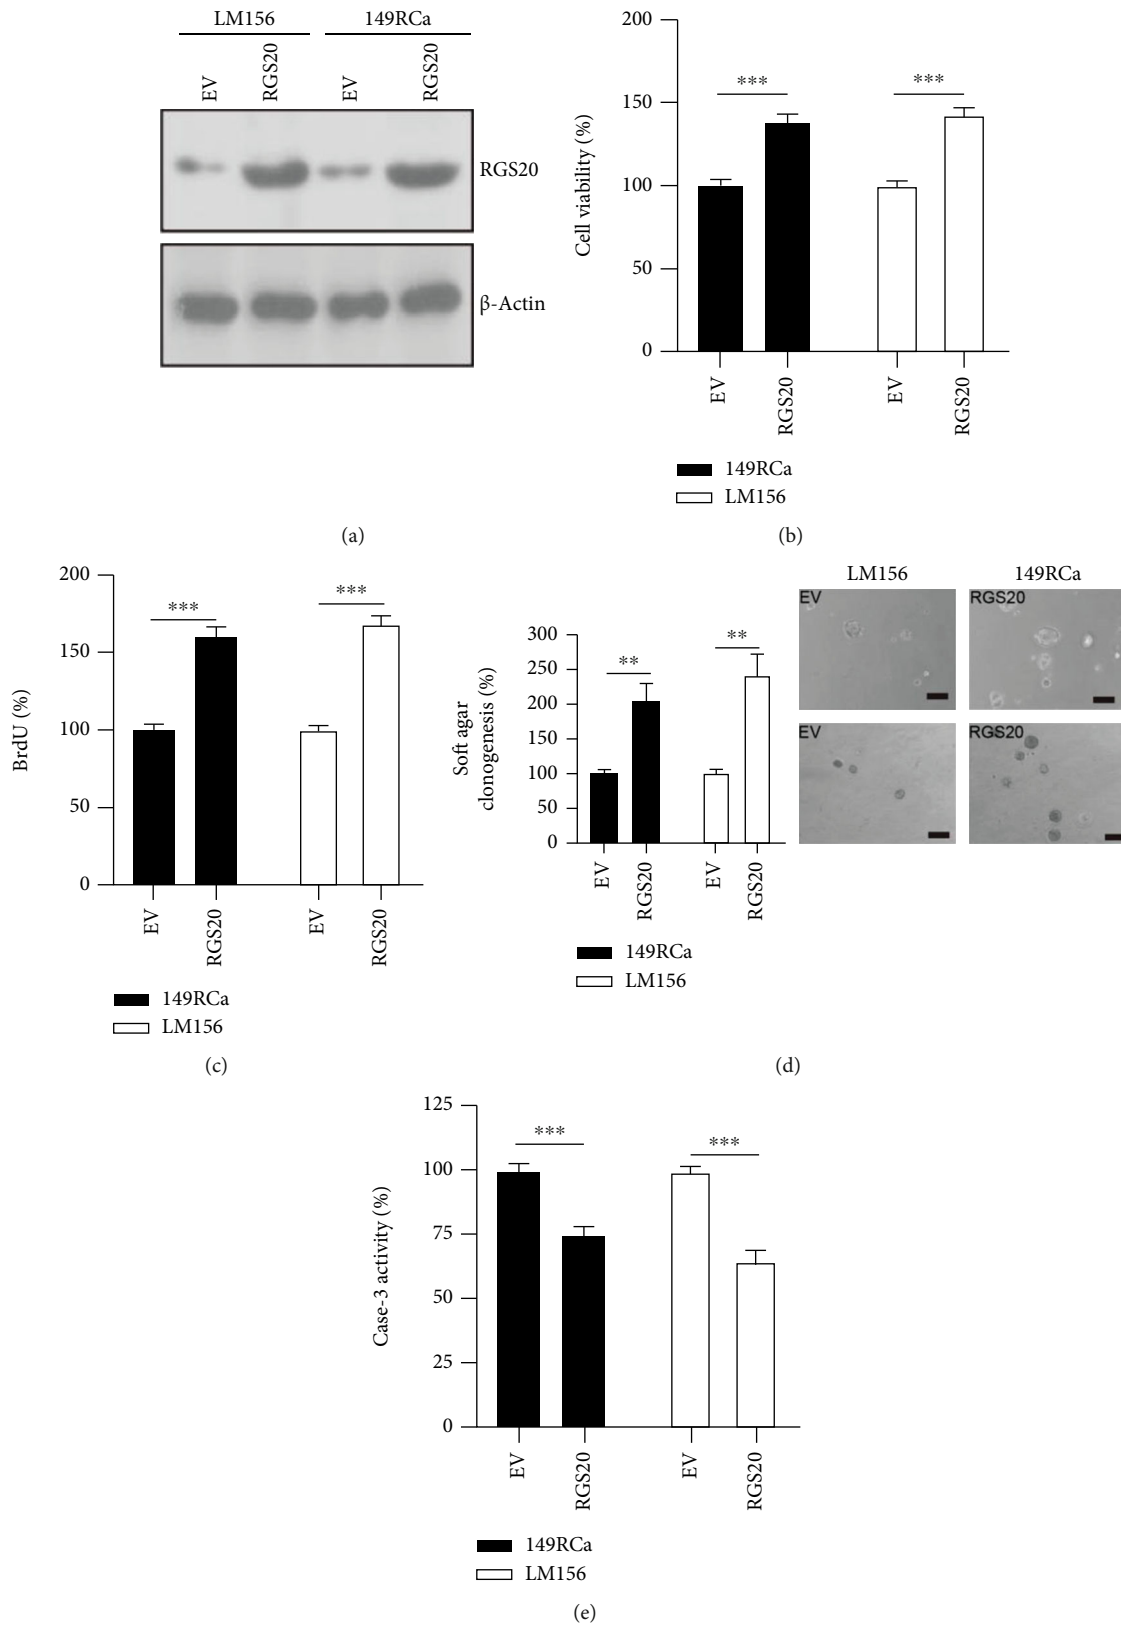 LM156 149RCa
EV RGS20 EV RGS20
RGS20
β-Actin
(a)
Cell viability (%)
200
150
100
50
0
*** ***
EV RGS20 EV RGS20
149RCa
LM156
(b)
BrdU (%)
200
150
100
50
0
*** ***
EV RGS20 EV RGS20
149RCa
LM156
(c)
Soft agar
clonogenesis (%)
300
250
200
150
100
50
0
** **
EV RGS20 EV RGS20
149RCa
LM156
LM156 149RCa
EV RGS20
EV RGS20
(d)
Case-3 activity (%)
125
100
75
50
25
0
*** ***
EV RGS20 EV RGS20
149RCa
LM156
(e)